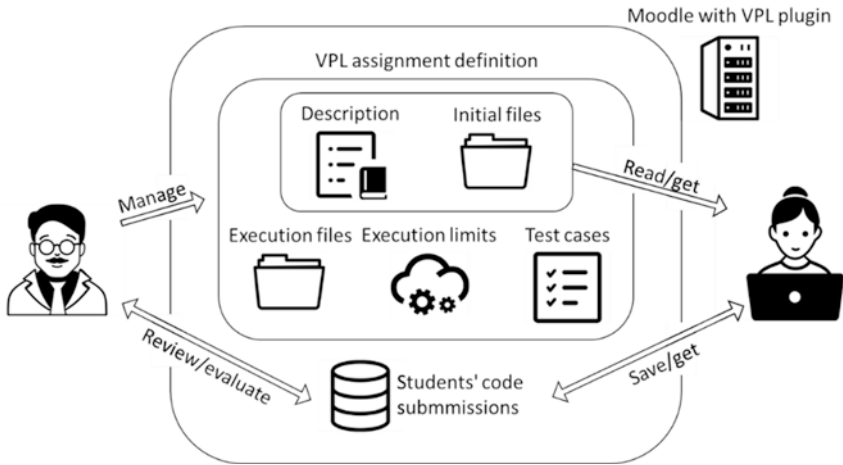 Moodle with VPL plugin
VPL assignment definition
Description
Initial files
Manage
Read/get
Execution files
Execution limits
Test cases
Review/evaluate
Students' code
submmissions
Save/get